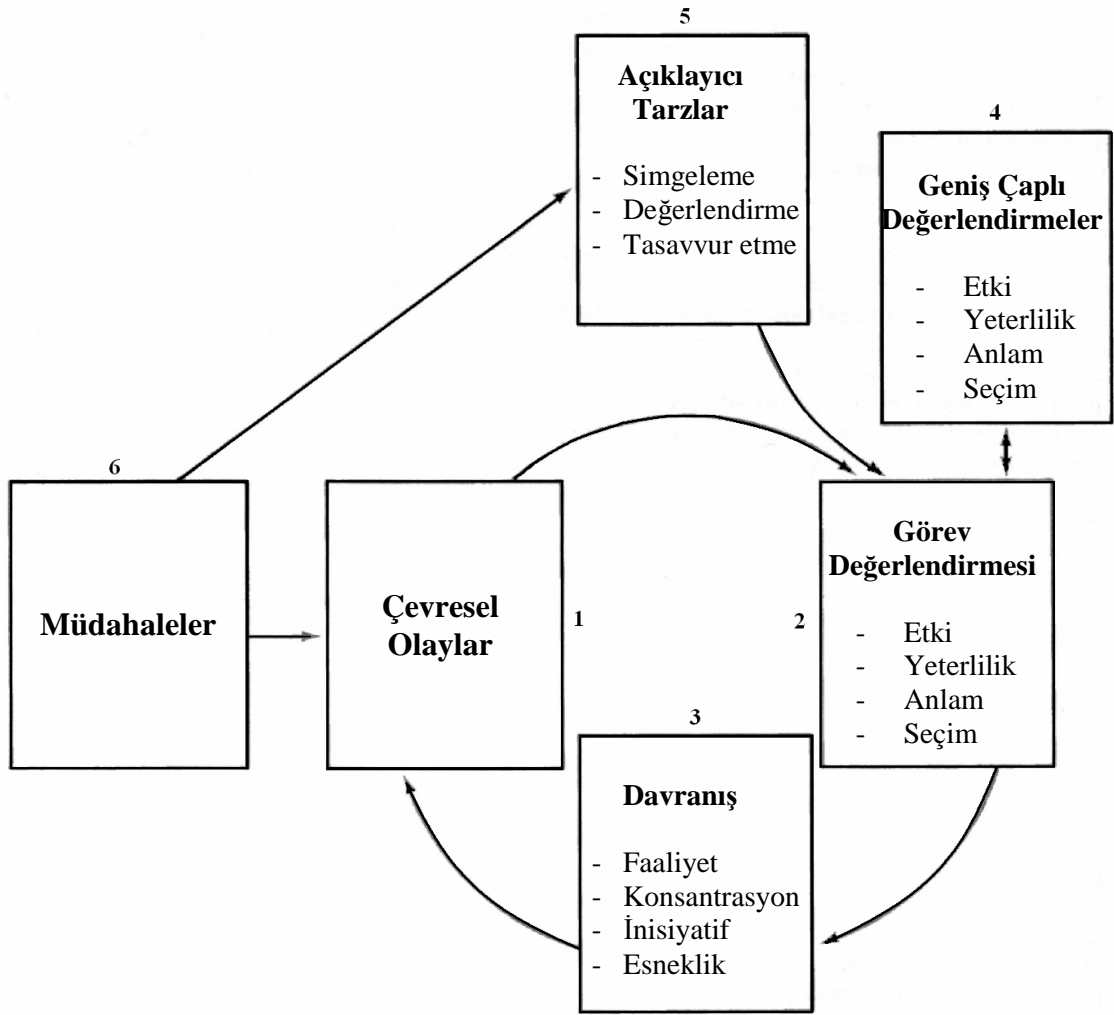 5
Açıklayıcı
Tarzlar
- Simgeleme
- Değerlendirme
- Tasavvur etme
4
Geniş Çaplı
Değerlendirmeler
- Etki
- Yeterlilik
- Anlam
- Seçim
6
Müdahaleler
Çevresel
Olaylar
1
2
Görev
Değerlendirmesi
- Etki
- Yeterlilik
- Anlam
- Seçim
3
Davranış
- Faaliyet
- Konsantrasyon
- İnisiyatif
- Esneklik